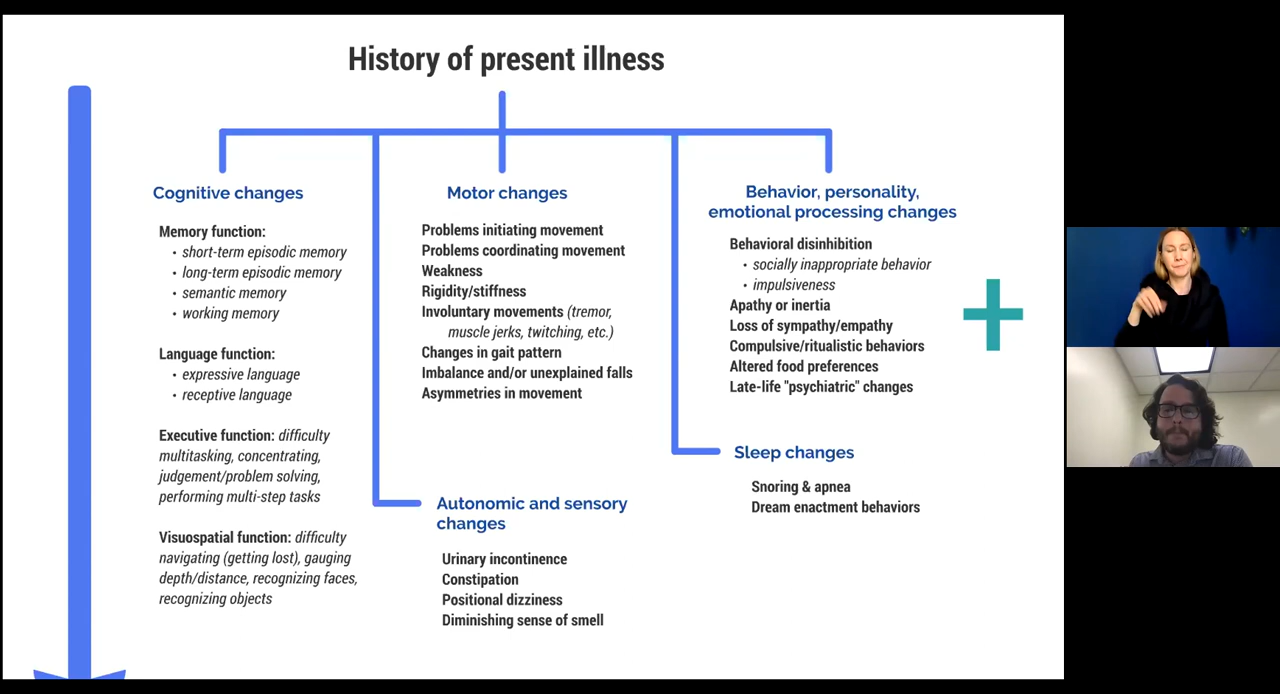 History of present illness
Cognitive changes
Memory function:
• short-term episodic memory
• long-term episodic memory
• semantic memory
• working memory
Language function:
• expressive language
• receptive language
Executive function: difficulty
multitasking, concentrating,
judgement/problem solving,
performing multi-step tasks
Visuospatial function: difficulty
navigating (getting lost), gauging
depth/distance, recognizing faces,
recognizing objects
Motor changes
Problems initiating movement
Problems coordinating movement
Weakness
Rigidity/stiffness
Involuntary movements (tremor,
muscle jerks, twitching, etc.)
Changes in gait pattern
Imbalance and/or unexplained falls
Asymmetries in movement
Autonomic and sensory
changes
Urinary incontinence
Constipation
Positional dizziness
Diminishing sense of smell
Behavior, personality,
emotional processing changes
Behavioral disinhibition
• socially inappropriate behavior
• impulsiveness
Apathy or inertia
Loss of sympathy/empathy
Compulsive/ritualistic behaviors
Altered food preferences
Late-life "psychiatric" changes
Sleep changes
Snoring & apnea
Dream enactment behaviors